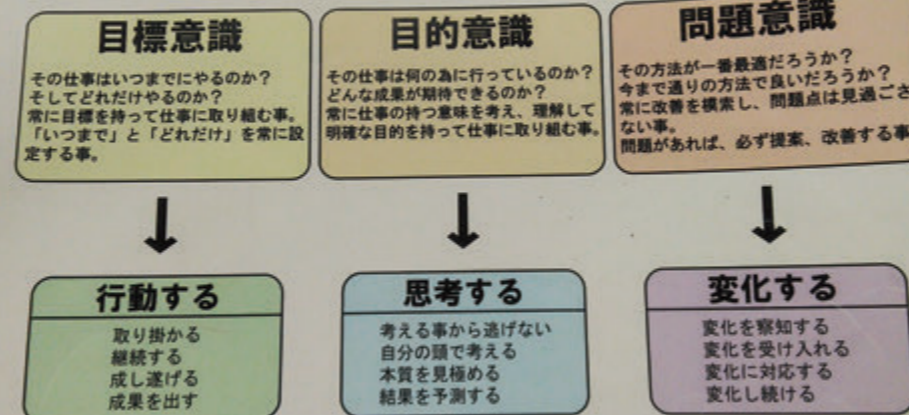 目標意識
その仕事はいつまでにやるのか？
そしてどれだけやるのか？
常に目標を持って仕事に取り組む事。
「いつまで」と「どれだけ」を常に設
定する事。
目的意識
その仕事は何の為に行っているのか？
どんな成果が期待できるのか？
常に仕事の持つ意味を考え、理解して
明確な目的を持って仕事に取り組む事。
問題意識
その方法が一番最適だろうか？
今まで通りの方法で良いだろうか？
常に改善を模索し、問題点は見過ごさ
ない事。
問題があれば、必ず提案、改善する事
行動する
取り掛かる
継続する
成し遂げる
成果を出す
思考する
考える事から逃げない
自分の頭で考える
本質を見極める
結果を予測する
変化する
変化を察知する
変化を受け入れる
変化に対応する
変化し続ける